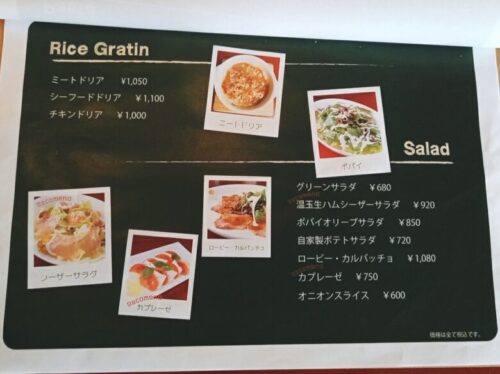 Rice Gratin
ミートドリア ¥1,050
シーフードドリア ¥1,100
チキンドリア ¥1,000
ミートドリア
ポパイ
Salad
グリーンサラダ ¥680
温玉生ハムシーザーサラダ ¥920
ポパイオリーブサラダ ¥850
自家製ポテトサラダ ¥720
ロービー・カルパッチョ ¥1,080
カプレーゼ ¥750
オニオンスライス ¥600
シーザーサラダ
ロービー・カルパッチョ
カプレーゼ
pacomeno
pacomeno
価格は全て税込です。